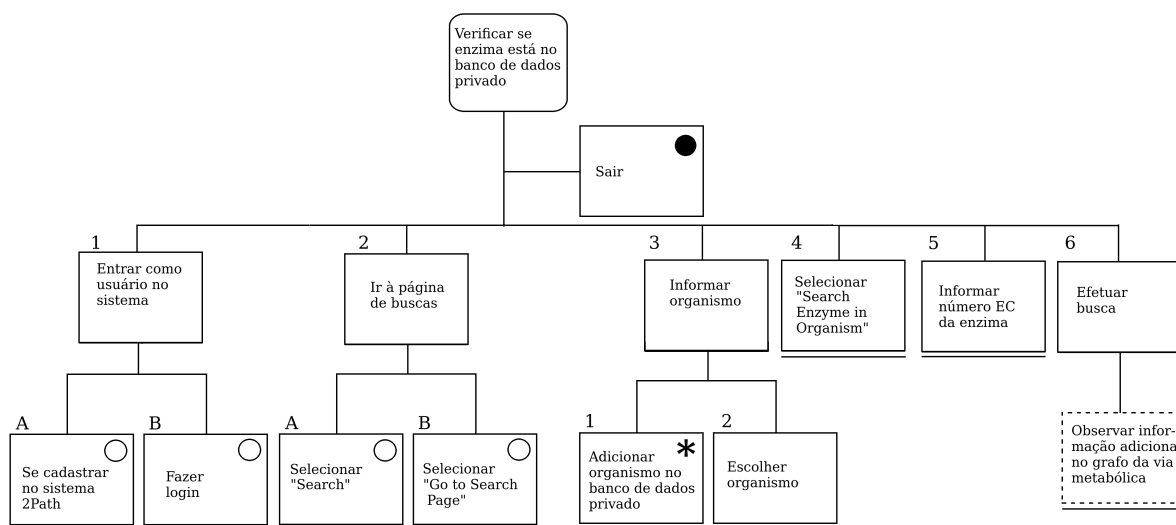 Verificar se
enzima está no
banco de dados
privado
Sair
1
Entrar como
usuário no
sistema
2
Ir à página
de buscas
3
Informar
organismo
4
Selecionar
"Search
Enzyme in
Organism"
5
Informar
número EC
da enzima
6
Efetuar
busca
A
Se cadastrar
no sistema
2Path
B
Fazer
login
A
Selecionar
"Search"
B
Selecionar
"Go to Search
Page"
1
*
Adicionar
organismo no
banco de dados
privado
2
Escolher
organismo
Observar infor-
mação adiciona
no grafo da via
metabólica